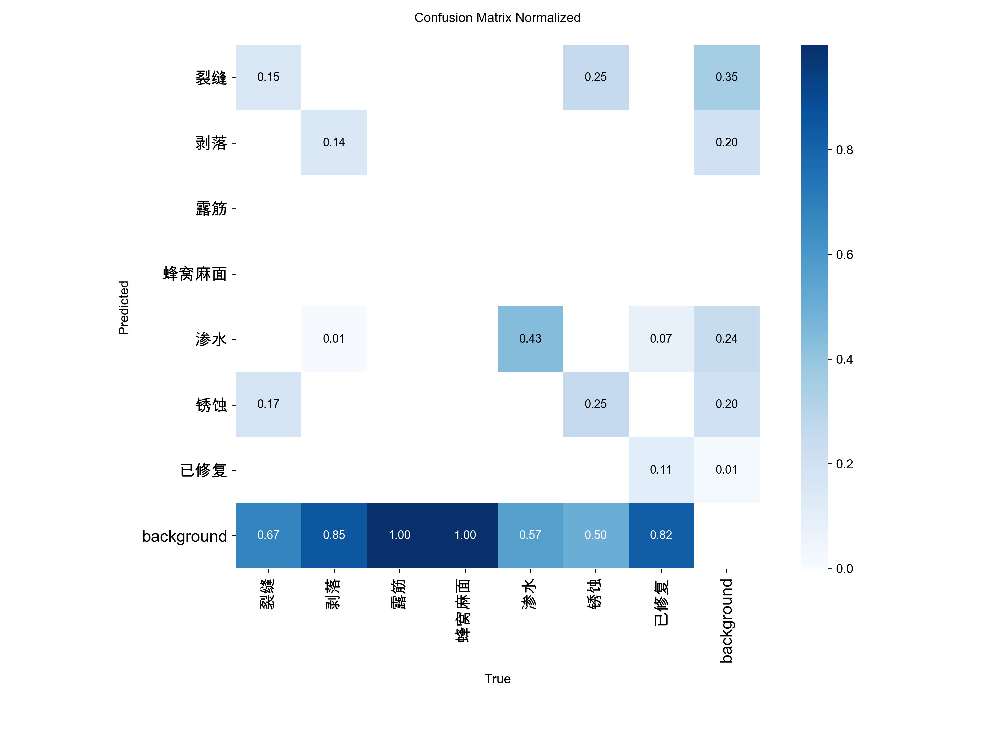 Confusion Matrix Normalized
裂缝 0.15 0.25 0.35
剥落 0.14 0.20
露筋
蜂窝麻面
渗水 0.01 0.43 0.07 0.24
锈蚀 0.17 0.25 0.20
已修复 0.11 0.01
background 0.67 0.85 1.00 1.00 0.57 0.50 0.82
裂缝 剥落 露筋 蜂窝麻面 渗水 锈蚀 已修复 background
True
Predicted
0.8
0.6
0.4
0.2
0.0